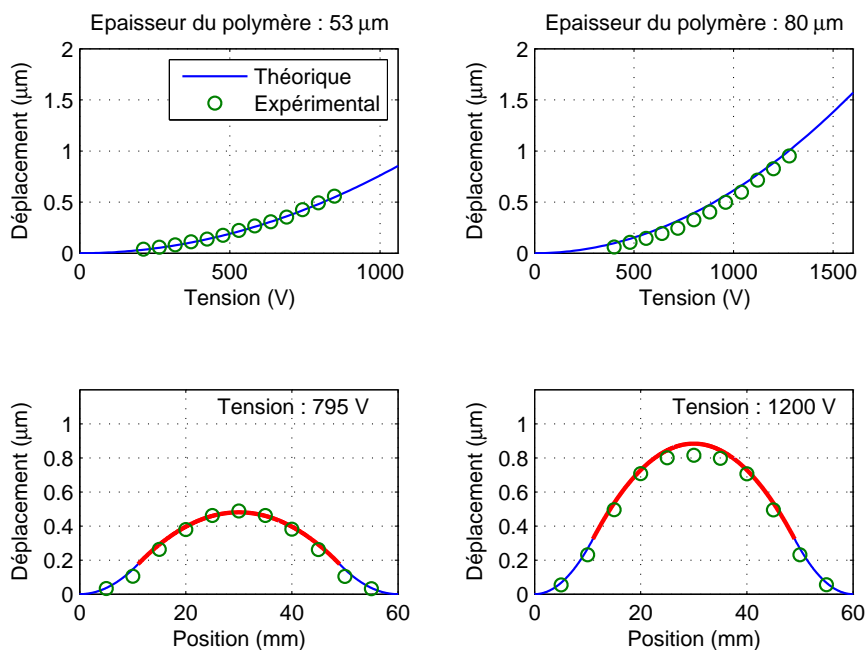 Epaisseur du polymère : 53 μm
2
1.5
1
0.5
0
Déplacement (μm)
Théorique
Expérimental
0
500
1000
Tension (V)
Epaisseur du polymère : 80 μm
2
1.5
1
0.5
0
Déplacement (μm)
0
500
1000
1500
Tension (V)
Tension : 795 V
1
0.8
0.6
0.4
0.2
0
Déplacement (μm)
0
20
40
60
Position (mm)
Tension : 1200 V
1
0.8
0.6
0.4
0.2
0
Déplacement (μm)
0
20
40
60
Position (mm)